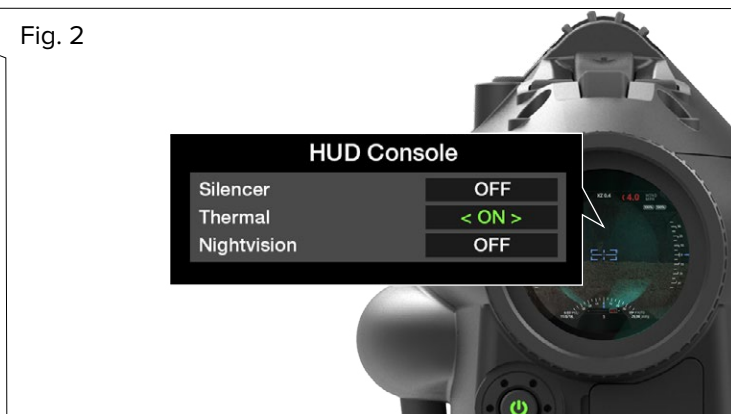 Fig. 2
HUD Console
Silencer OFF
Thermal < ON >
Nightvision OFF